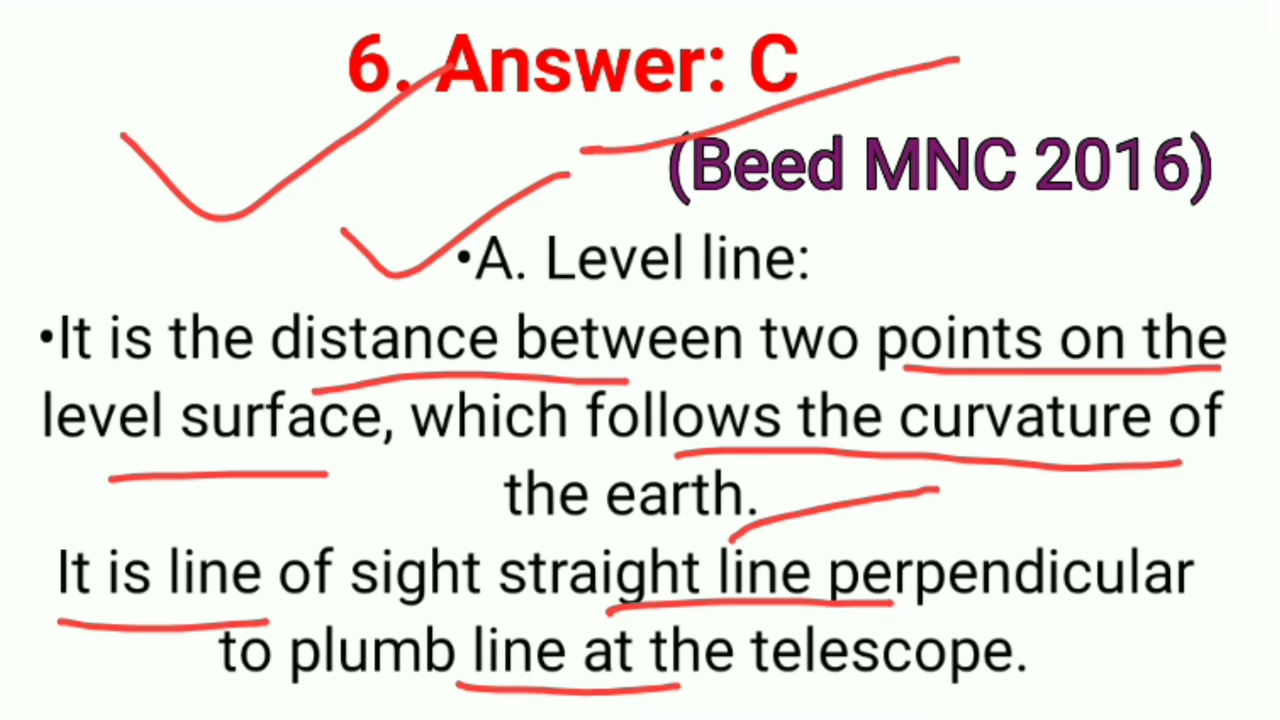 6. Answer: C
(Beed MNC 2016)
•A. Level line:
•It is the distance between two points on the
level surface, which follows the curvature of
the earth.
It is line of sight straight line perpendicular
to plumb line at the telescope.